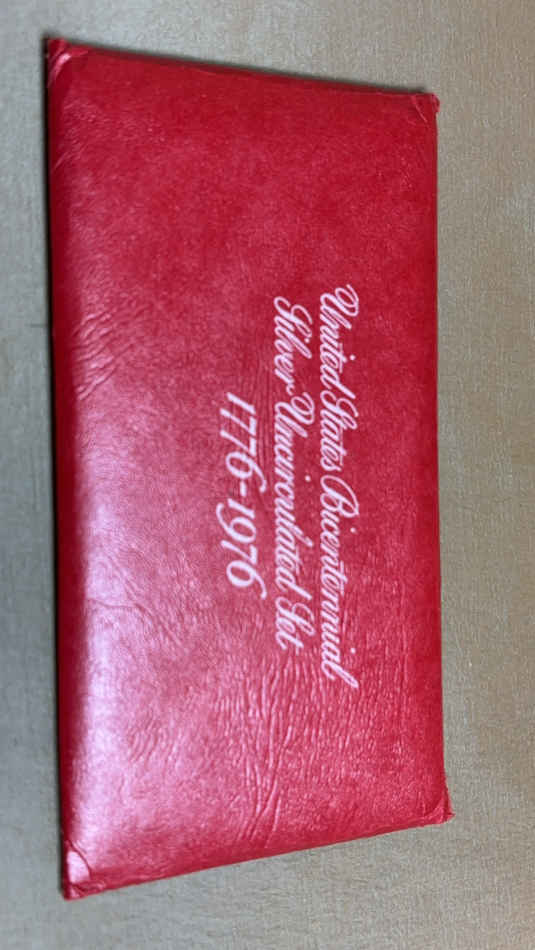 United States Bicentennial
Silver Uncirculated Set
1776-1976